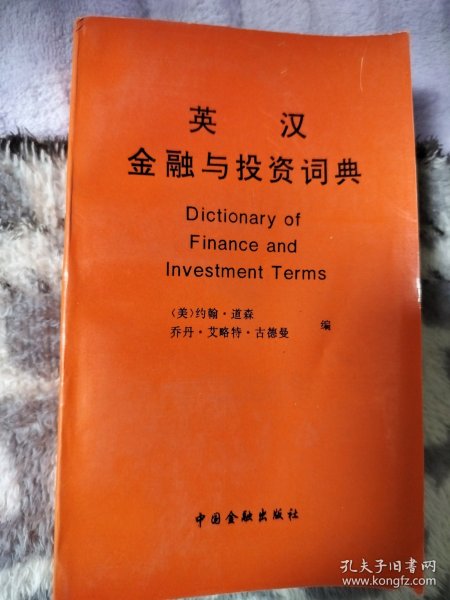 英 汉
金融与投资词典
Dictionary of
Finance and
Investment Terms
〈美〉约翰·道森
乔丹·艾略特·古德曼 编
中国金融出版社
孔夫子旧书网
www.kongfz.com